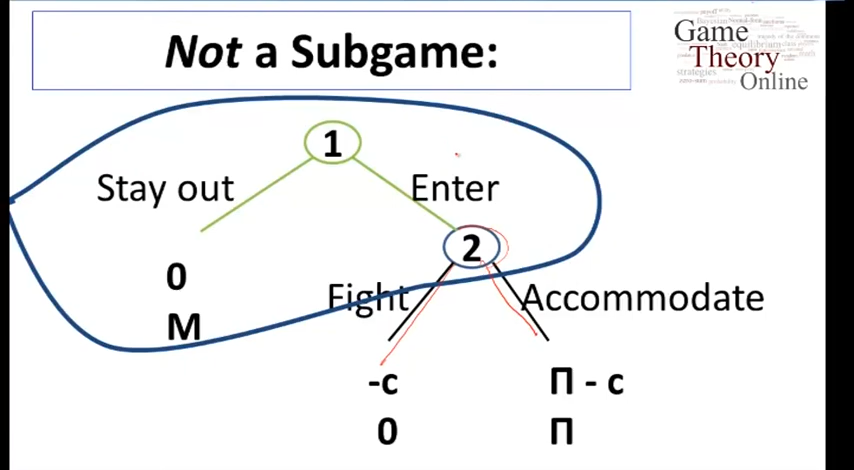 Not a Subgame:
Game
Theory
Online
1
Stay out
Enter
2
0
M
Fight
Accommodate
-c
Π - c
0
Π